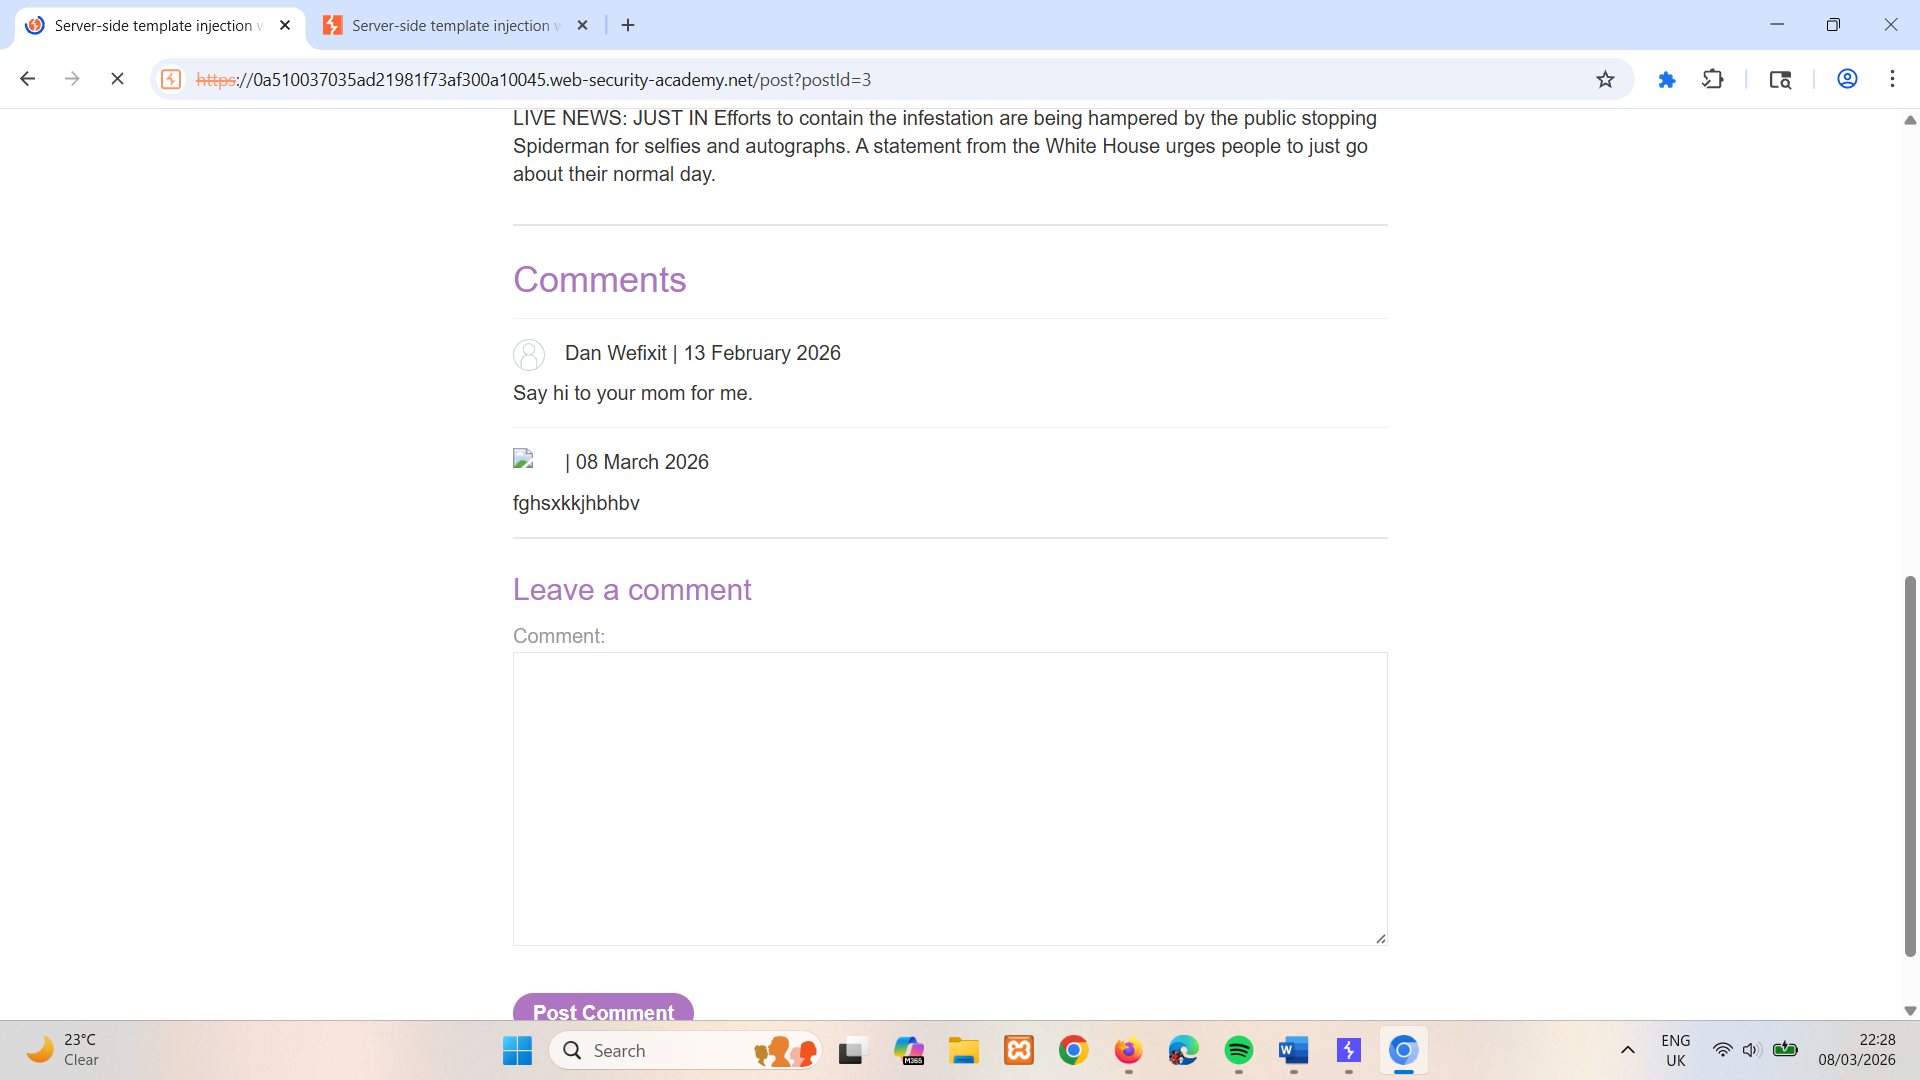 Server-side template injection w
Server-side template injection w
https://0a510037035ad21981f73af300a10045.web-security-academy.net/post?postId=3
LIVE NEWS: JUST IN Efforts to contain the infestation are being hampered by the public stopping
Spiderman for selfies and autographs. A statement from the White House urges people to just go
about their normal day.
Comments
Dan Wefixit | 13 February 2026
Say hi to your mom for me.
| 08 March 2026
fghsxkkjhbhbv
Leave a comment
Comment:
Post Comment
23°C
Clear
Search
M365
W
ENG
UK
22:28
08/03/2026